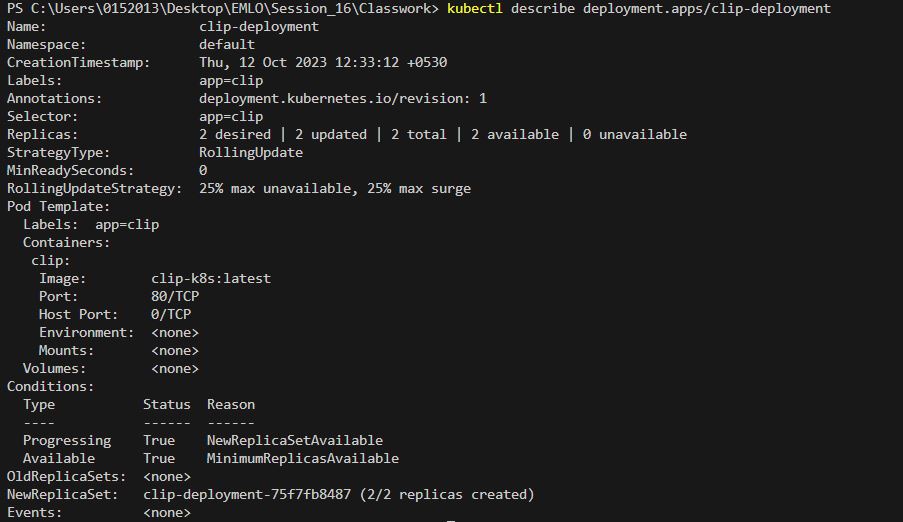 PS C:\Users\0152013\Desktop\EMLO\Session_16\Classwork> kubectl describe deployment.apps/clip-deployment
Name:                   clip-deployment
Namespace:              default
CreationTimestamp:      Thu, 12 Oct 2023 12:33:12 +0530
Labels:                 app=clip
Annotations:            deployment.kubernetes.io/revision: 1
Selector:               app=clip
Replicas:               2 desired | 2 updated | 2 total | 2 available | 0 unavailable
StrategyType:           RollingUpdate
MinReadySeconds:        0
RollingUpdateStrategy:  25% max unavailable, 25% max surge
Pod Template:
  Labels:  app=clip
  Containers:
   clip:
    Image:        clip-k8s:latest
    Port:         80/TCP
    Host Port:    0/TCP
    Environment:  <none>
    Mounts:       <none>
  Volumes:        <none>
Conditions:
  Type           Status  Reason
  ----           ------  ------
  Progressing    True    NewReplicaSetAvailable
  Available      True    MinimumReplicasAvailable
OldReplicaSets:  <none>
NewReplicaSet:   clip-deployment-75f7fb8487 (2/2 replicas created)
Events:          <none>